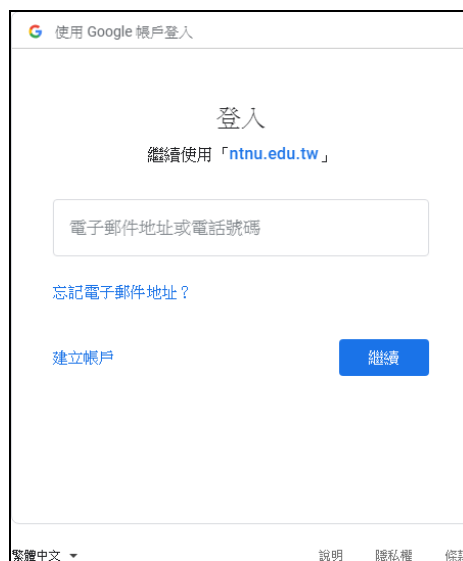 使用 Google 帳戶登入
登入
繼續使用「ntnu.edu.tw」
電子郵件地址或電話號碼
忘記電子郵件地址？
建立帳戶 繼續
繁體中文 說明 隱私權